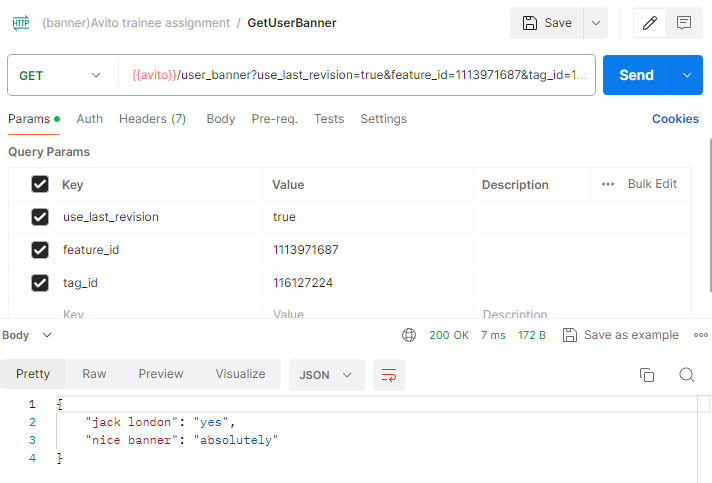 HTTP (banner)Avito trainee assignment / GetUserBanner Save
GET {{avito}}/user_banner?use_last_revision=true&feature_id=1113971687&tag_id=1... Send
Params Auth Headers (7) Body Pre-req. Tests Settings Cookies
Query Params
Key Value Description ••• Bulk Edit
use_last_revision true
feature_id 1113971687
tag_id 116127224
Key Value Description
Body 200 OK 7 ms 172 B Save as example
Pretty Raw Preview Visualize JSON
1 {
2 "jack london": "yes",
3 "nice banner": "absolutely"
4 }